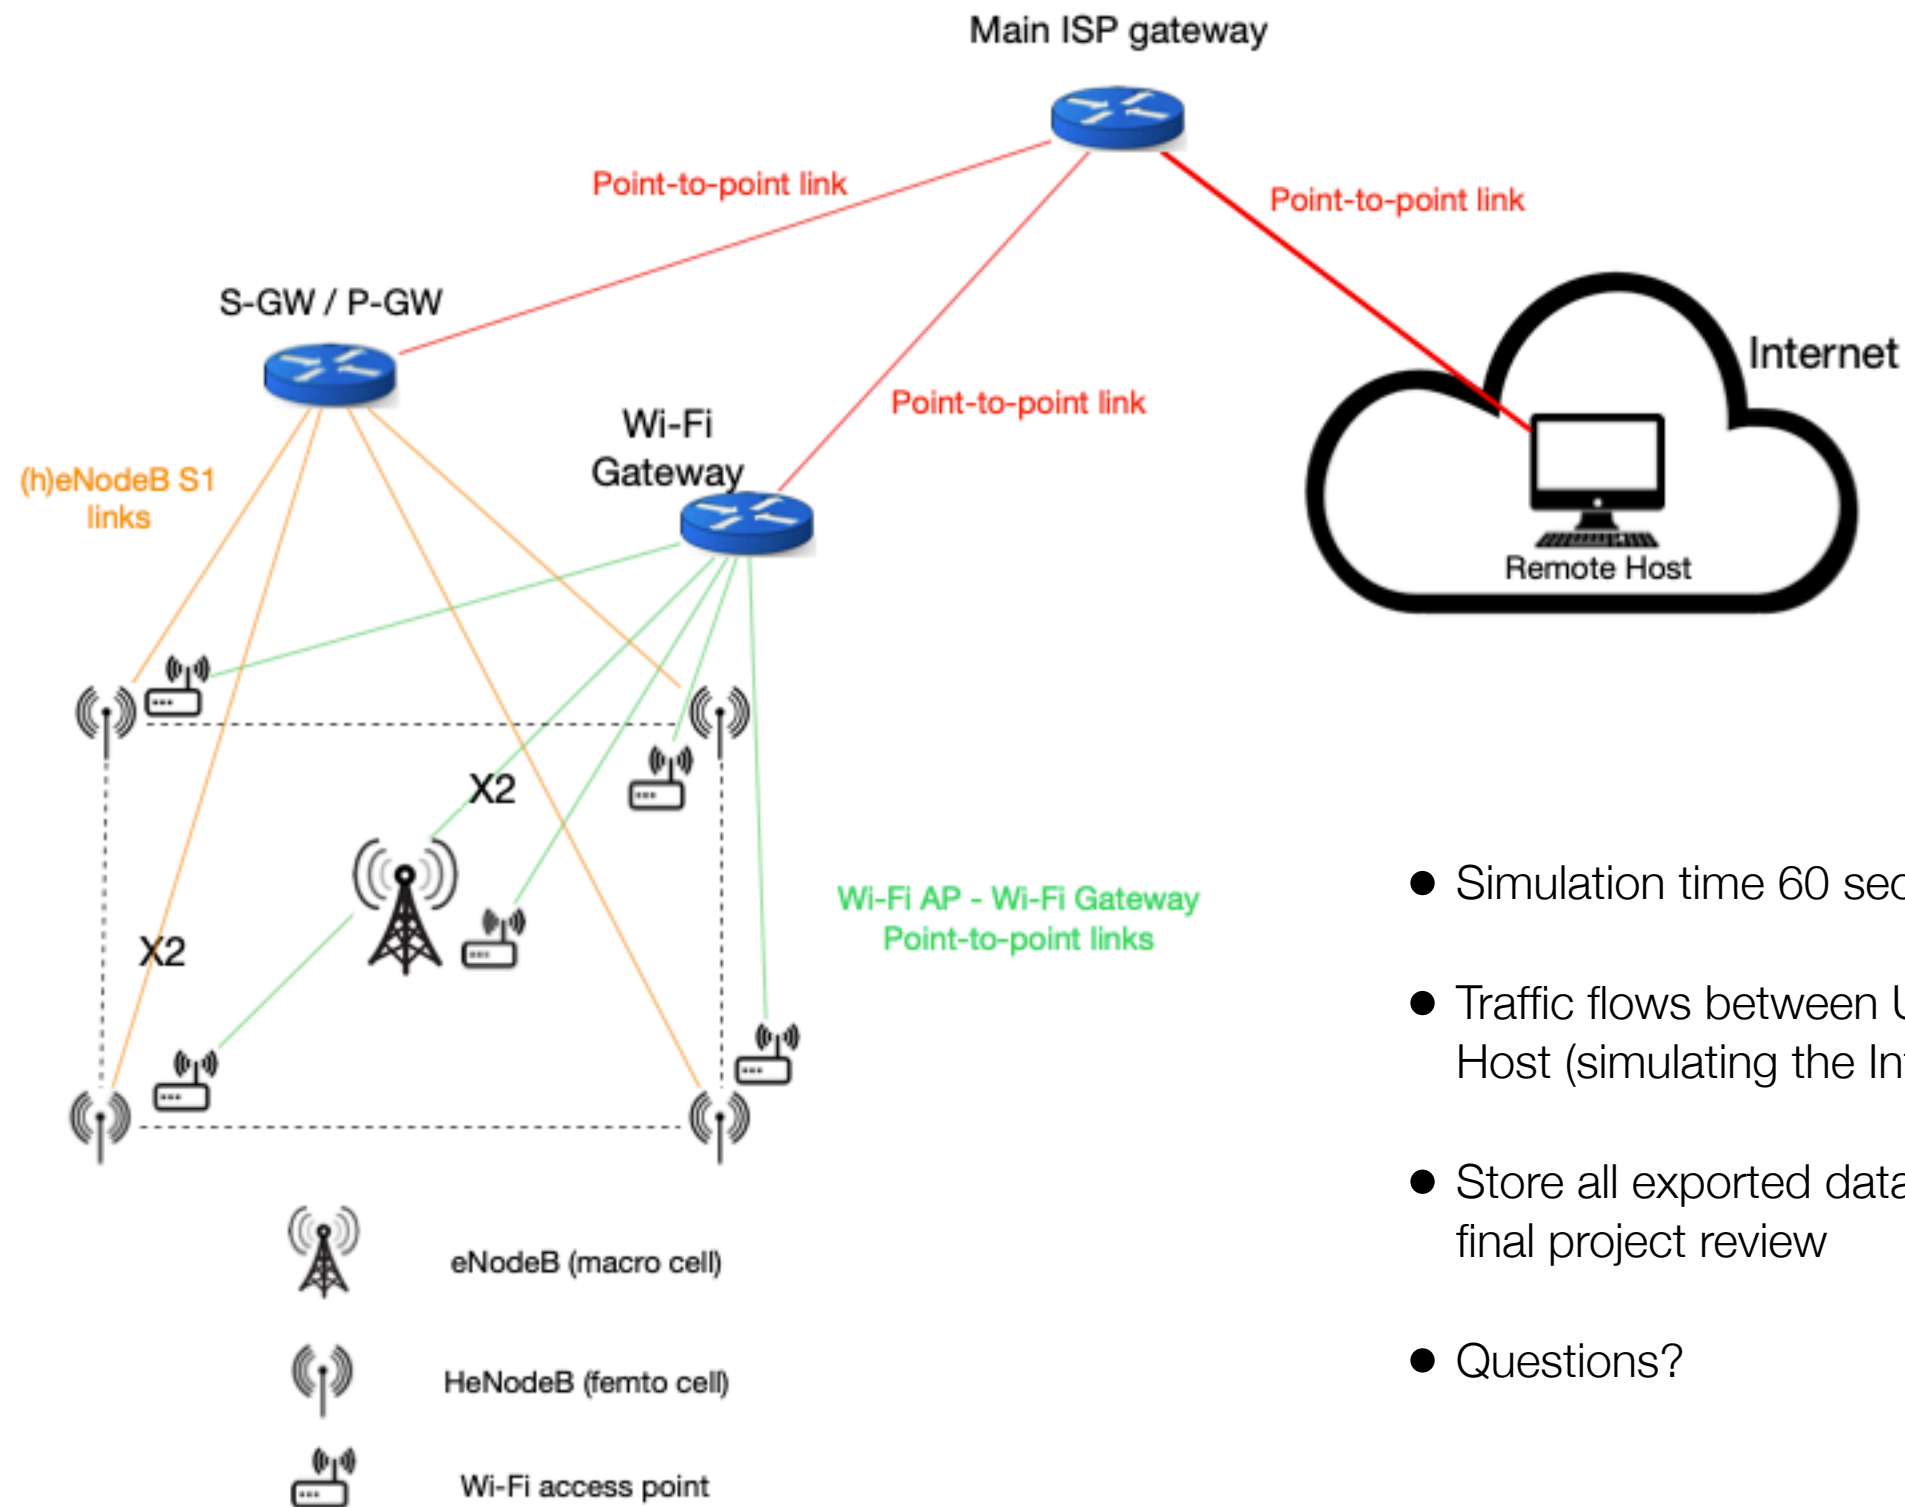 Main ISP gateway
Point-to-point link
Point-to-point link
S-GW / P-GW
Internet
Point-to-point link
Wi-Fi
Gateway
(h)eNodeB S1
links
Remote Host
X2
X2
Wi-Fi AP - Wi-Fi Gateway
Point-to-point links
eNodeB (macro cell)
HeNodeB (femto cell)
Wi-Fi access point
● Simulation time 60 sec
● Traffic flows between U
Host (simulating the Int
● Store all exported data
final project review
● Questions?